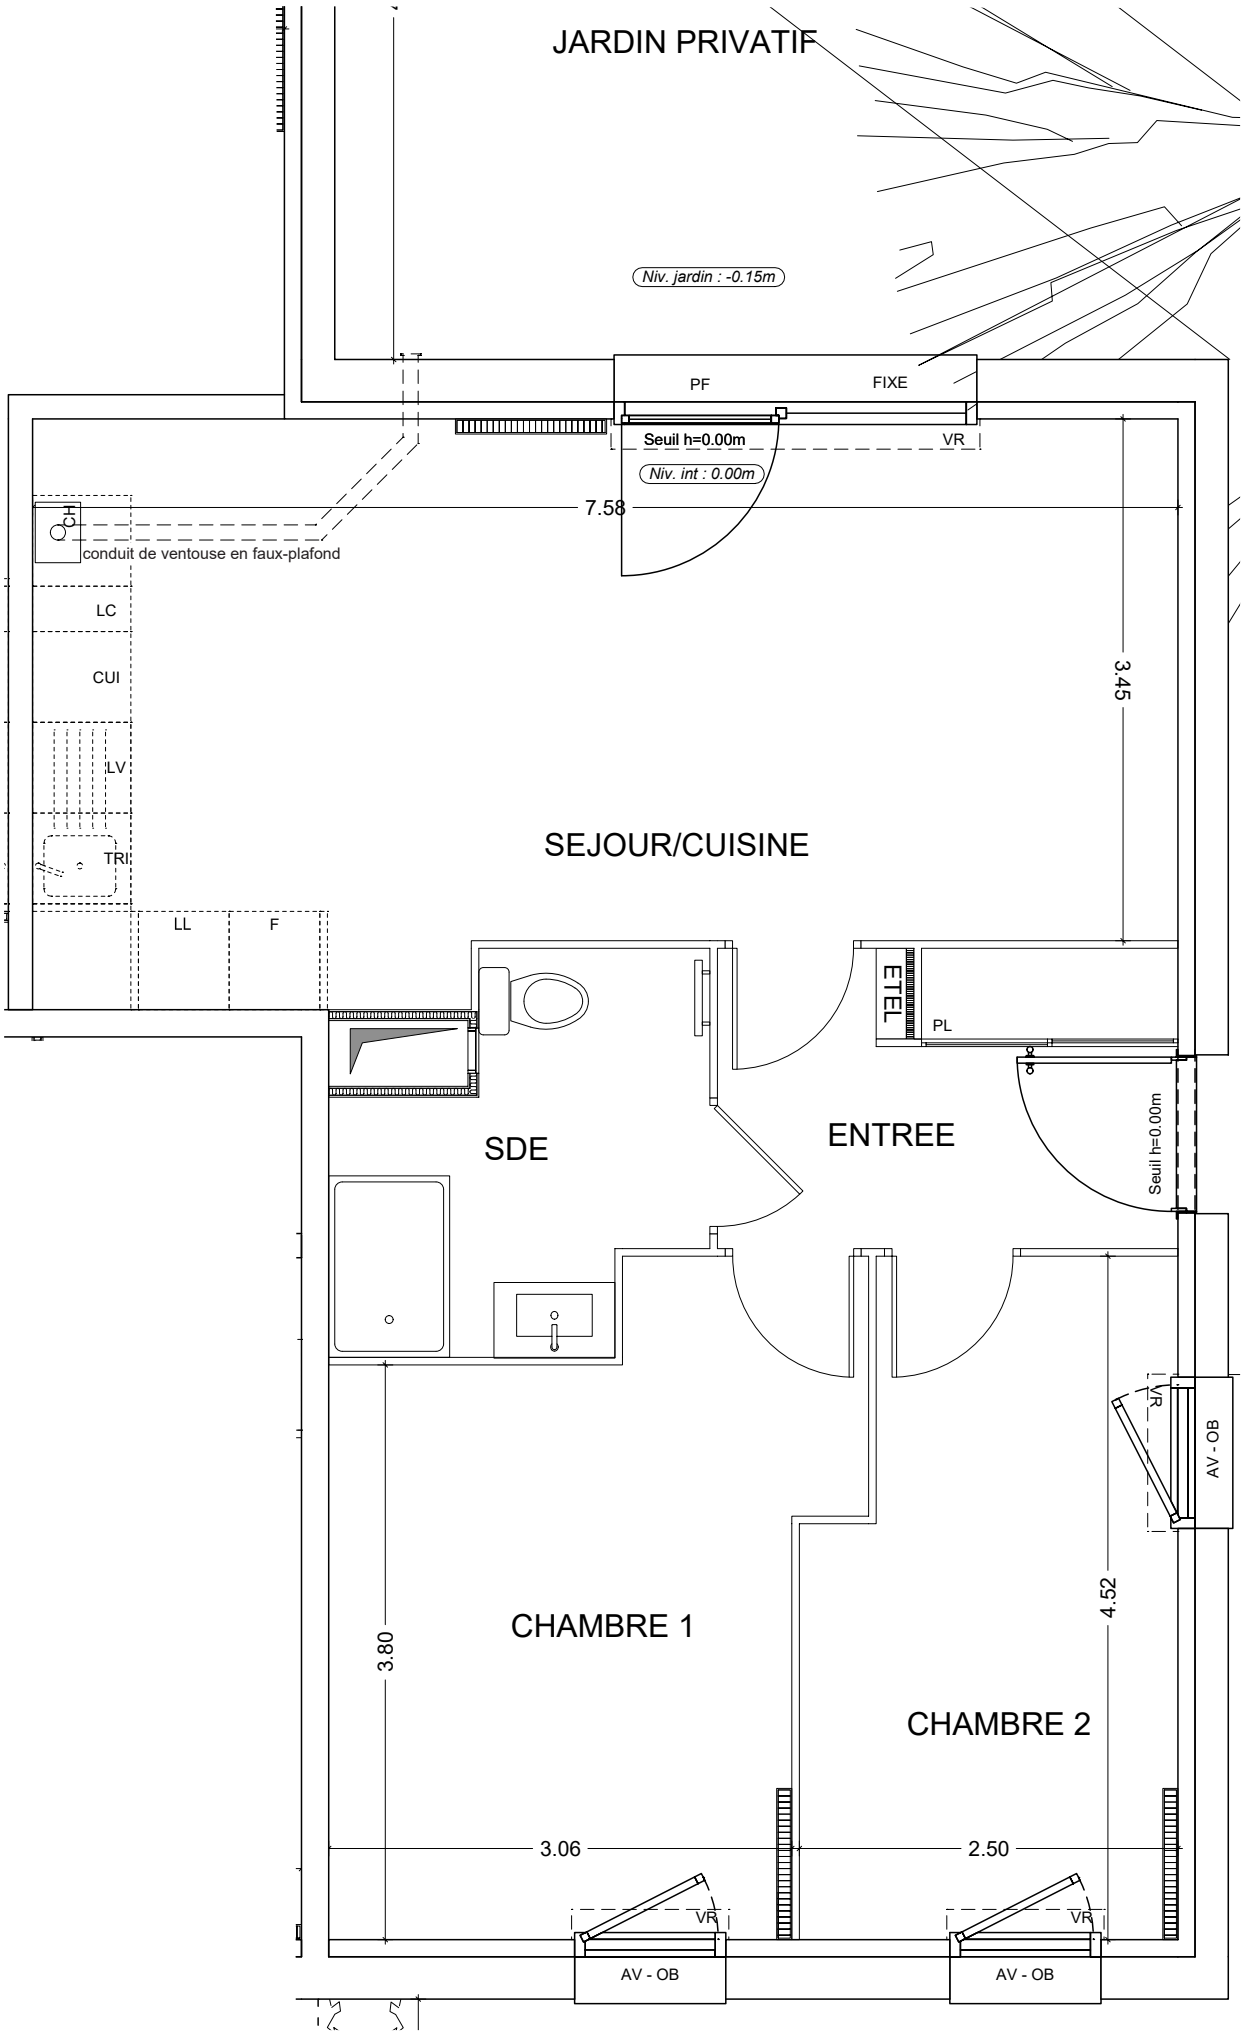 JARDIN PRIVATIF
Niv. jardin : -0.15m
PF
FIXE
Seuil h=0.00m
VR
Niv. int : 0.00m
7.58
CH
conduit de ventouse en faux-plafond
LC
CUI
3.45
LV
SEJOUR/CUISINE
TRI
LL
F
ETEL
PL
SDE
ENTREE
Seuil h=0.00m
VR
AV - OB
4.52
CHAMBRE 1
3.80
CHAMBRE 2
3.06
2.50
VR
VR
AV - OB
AV - OB